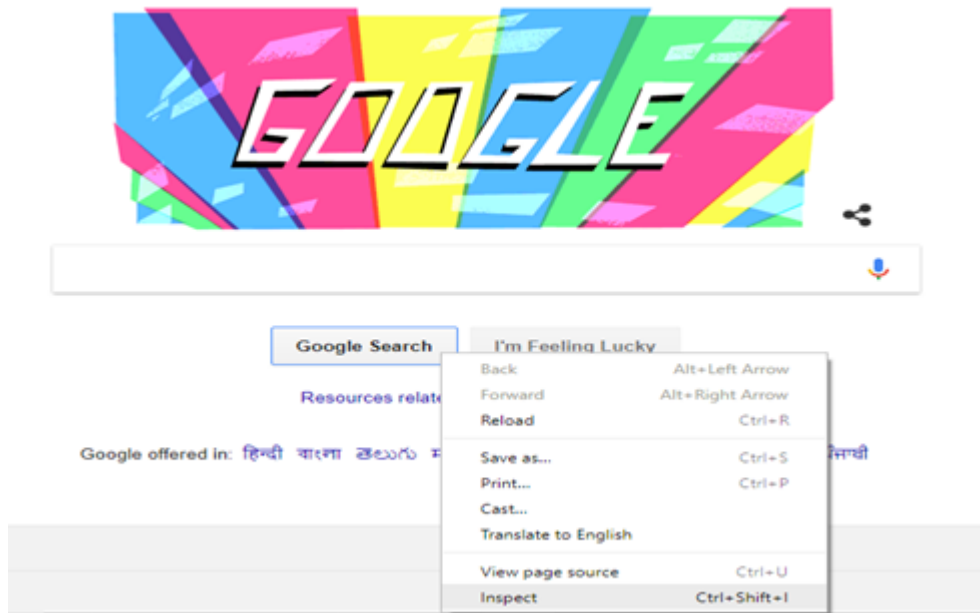 GOOGLE
Google Search I'm Feeling Lucky
Resources relate
Google offered in: हिन्दी বাংলা తెలుగు
Back Alt+Left Arrow
Forward Alt+Right Arrow
Reload Ctrl+R
Save as... Ctrl+S
Print... Ctrl+P
Cast...
Translate to English
View page source Ctrl+U
Inspect Ctrl+Shift+I